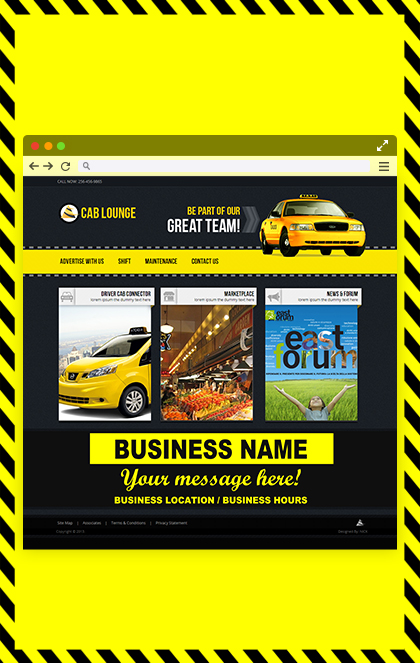 CALL NOW: 256-456-9865
CAB LOUNGE
BE PART OF OUR
GREAT TEAM!
ADVERTISE WITH US SHIFT MAINTENANCE CONTACT US
DRIVER CAB CONNECTOR
lorem ipsum the dummy text here
MARKETPLACE
lorem ipsum the dummy text here
NEWS & FORUM
lorem ipsum the dummy text here
east
forum
east
forum
BUSINESS NAME
Your message here!
BUSINESS LOCATION / BUSINESS HOURS
Site Map | Associates | Terms & Conditions | Privacy Statement
Copyright © 2013
Designed By